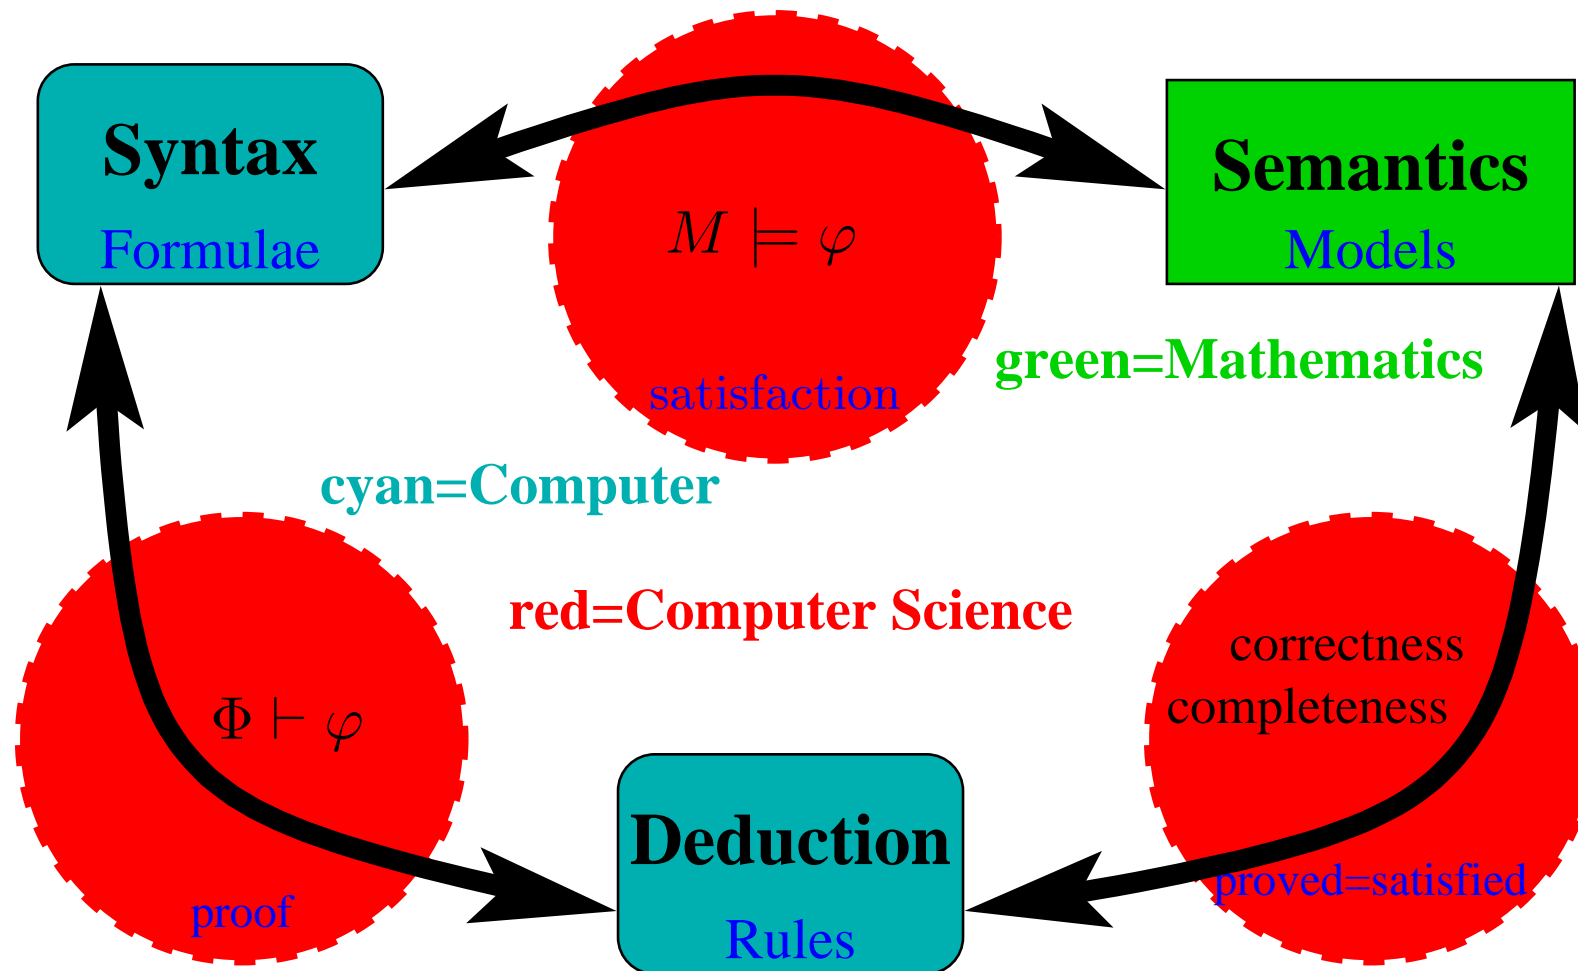 Syntax
Formulae
Semantics
Models
M ⊨ φ
satisfaction
green=Mathematics
cyan=Computer
red=Computer Science
Φ ⊢ φ
proof
correctness
completeness
proved=satisfied
Deduction
Rules